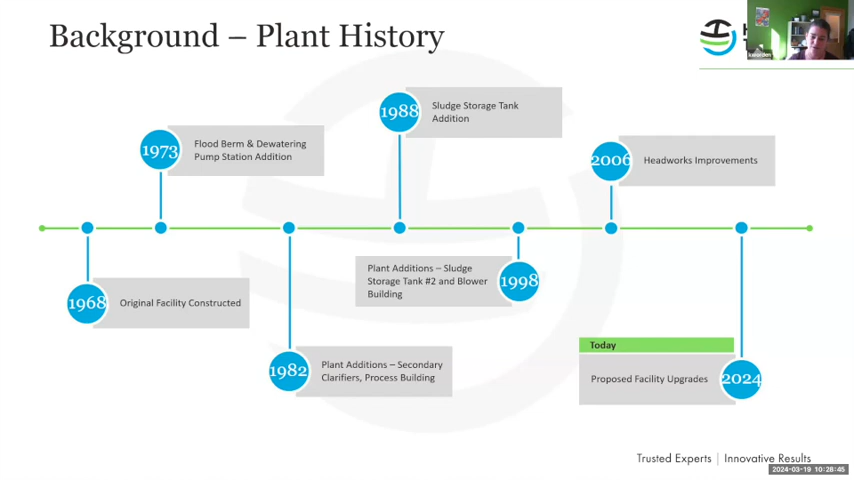 Background – Plant History
1988
Sludge Storage Tank
Addition
1973
Flood Berm & Dewatering
Pump Station Addition
2006
Headworks Improvements
Plant Additions – Sludge
Storage Tank #2 and Blower
Building
1998
1968
Original Facility Constructed
1982
Plant Additions – Secondary
Clarifiers, Process Building
Today
Proposed Facility Upgrades
2024
Trusted Experts | Innovative Results
2024-03-19 10:28:45